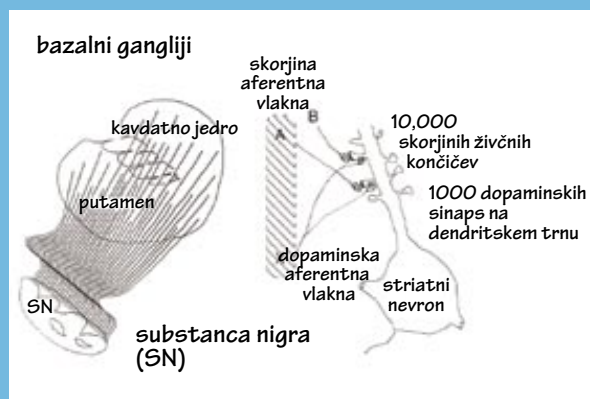 bazalni gangliji
kavdatno jedro
putamen
SN
substanca nigra
(SN)
skorjina
aferentna
vlakna
A
B
10,000
skorjinih živčnih
končičev
1000 dopaminskih
sinaps na
dendritskem trnu
dopaminska
aferentna
vlakna
striatni
nevron